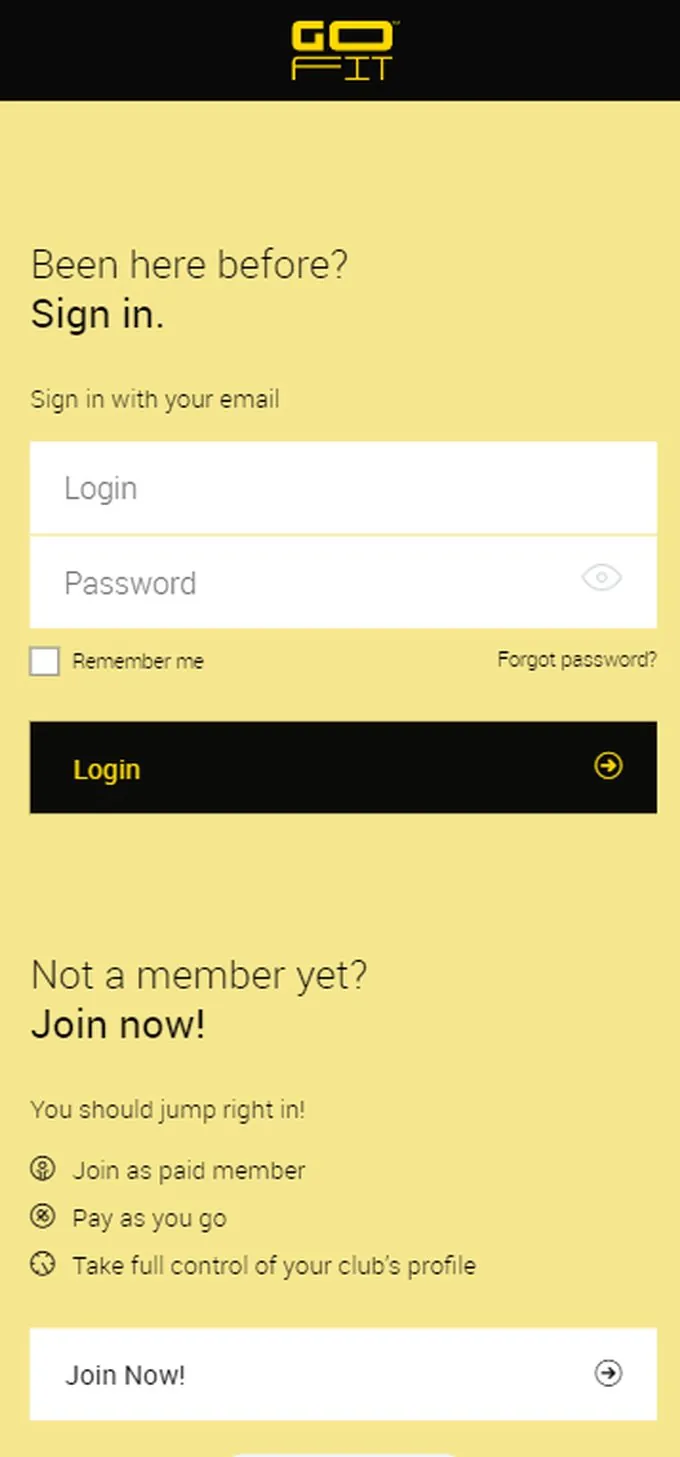 GO™
FIT
Been here before?
Sign in.
Sign in with your email
Login
Password
Remember me
Forgot password?
Login
Not a member yet?
Join now!
You should jump right in!
Join as paid member
Pay as you go
Take full control of your club's profile
Join Now!